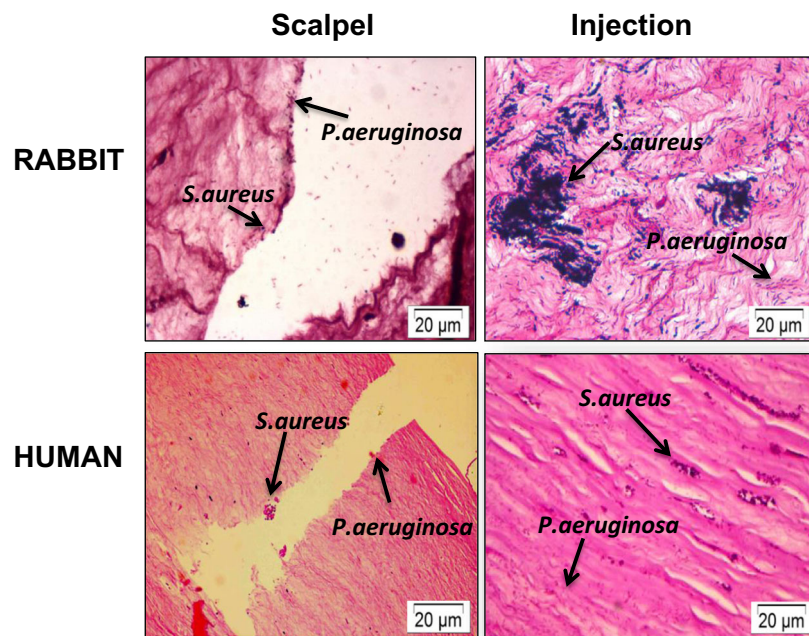 Scalpel
Injection
RABBIT
P.aeruginosa
S.aureus
20 µm
S.aureus
P.aeruginosa
20 µm
HUMAN
S.aureus
P.aeruginosa
20 µm
S.aureus
P.aeruginosa
20 µm